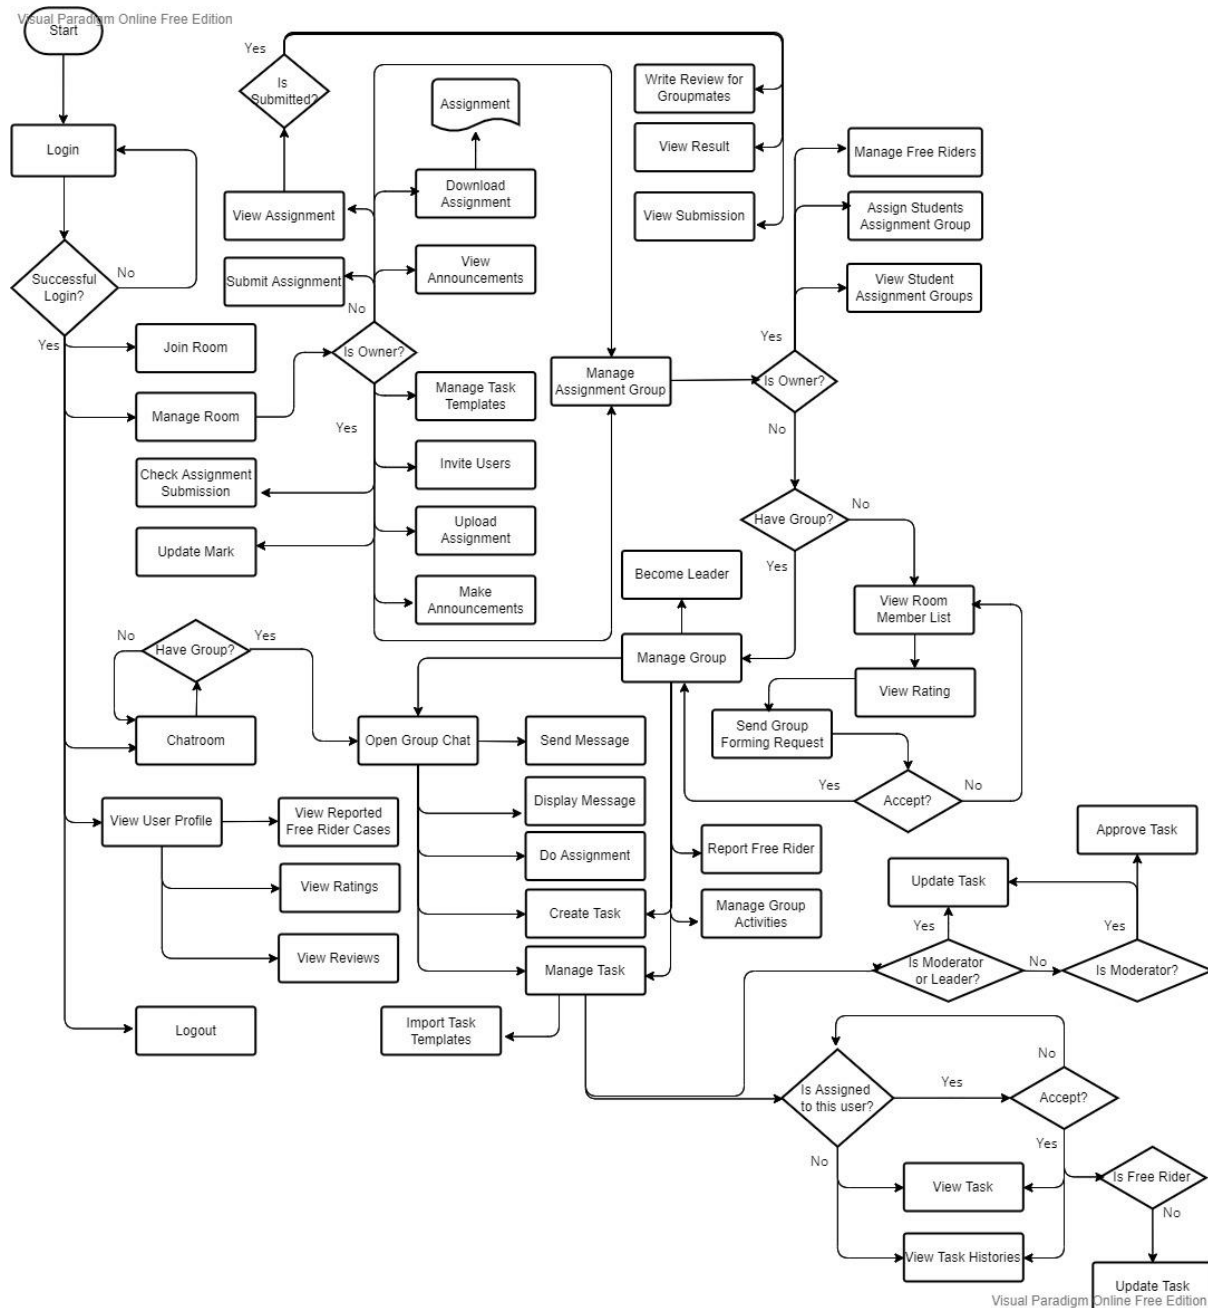 Visual Paradigm Online Free Edition
Start
Login
Successful
Login?
No
Yes
Yes
Is
Submitted?
View Assignment
Submit Assignment
Assignment
Download
Assignment
View
Announcements
No
Is Owner?
Yes
Join Room
Manage Room
Check Assignment
Submission
Update Mark
Manage Task
Templates
Invite Users
Upload
Assignment
Make
Announcements
Write Review for
Groupmates
View Result
View Submission
Manage
Assignment Group
Manage Free Riders
Assign Students
Assignment Group
View Student
Assignment Groups
Yes
Is Owner?
No
Have Group?
No
Yes
View Room
Member List
View Rating
Send Group
Forming Request
Accept?
Yes
No
Become Leader
Manage Group
No
Have Group?
Yes
Chatroom
Open Group Chat
Send Message
Display Message
Do Assignment
Create Task
Manage Task
Import Task
Templates
Report Free Rider
Manage Group
Activities
View User Profile
View Reported
Free Rider Cases
View Ratings
View Reviews
Logout
Approve Task
Update Task
Yes
Yes
Is Moderator
or Leader?
No
Is Moderator?
Is Assigned
to this user?
Yes
No
Accept?
No
Yes
View Task
View Task Histories
Is Free Rider
No
Update Task
Visual Paradigm Online Free Edition